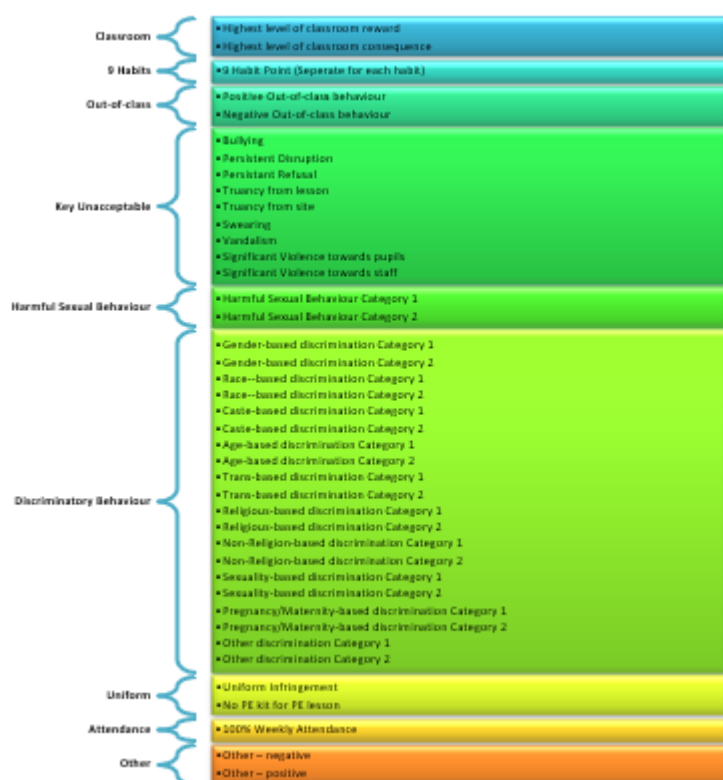 Classroom
•Highest level of classroom reward
•Highest level of classroom consequence
9 Habits
•9 Habit Point (Seperate for each habit)
Out-of-class
•Positive Out-of-class behaviour
•Negative Out-of-class behaviour
Key Unacceptable
•Bullying
•Persistent Disruption
•Persistant Refusal
•Truancy from lesson
•Truancy from site
•Swearing
•Vandalism
•Significant Violence towards pupils
•Significant Violence towards staff
Harmful Sexual Behaviour
•Harmful Sexual Behaviour Category 1
•Harmful Sexual Behaviour Category 2
Discriminatory Behaviour
•Gender-based discrimination Category 1
•Gender-based discrimination Category 2
•Race--based discrimination Category 1
•Race--based discrimination Category 2
•Caste-based discrimination Category 1
•Caste-based discrimination Category 2
•Age-based discrimination Category 1
•Age-based discrimination Category 2
•Trans-based discrimination Category 1
•Trans-based discrimination Category 2
•Religious-based discrimination Category 1
•Religious-based discrimination Category 2
•Non-Religion-based discrimination Category 1
•Non-Religion-based discrimination Category 2
•Sexuality-based discrimination Category 1
•Sexuality-based discrimination Category 2
•Pregnancy/Maternity-based discrimination Category 1
•Pregnancy/Maternity-based discrimination Category 2
•Other discrimination Category 1
•Other discrimination Category 2
Uniform
•Uniform Infringement
•No PE kit for PE lesson
Attendance
•100% Weekly Attendance
Other
•Other – negative
•Other – positive